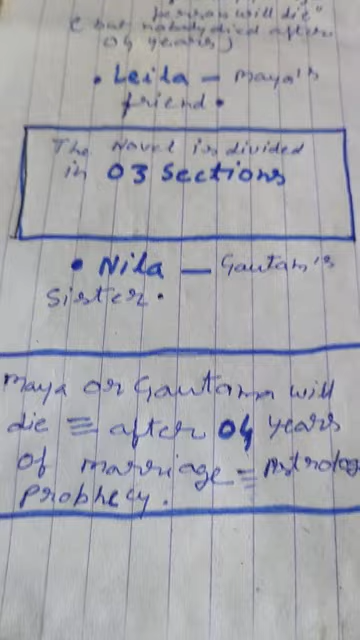 person will die"
(but nobody died after
04 years)
• Leila — Maya's
friend •
The Novel is divided
in 03 Sections
• Nila — Gautam's
Sister •
Maya or Gautama will
die = after 04 years
of marriage = Astrolog
Prophecy.